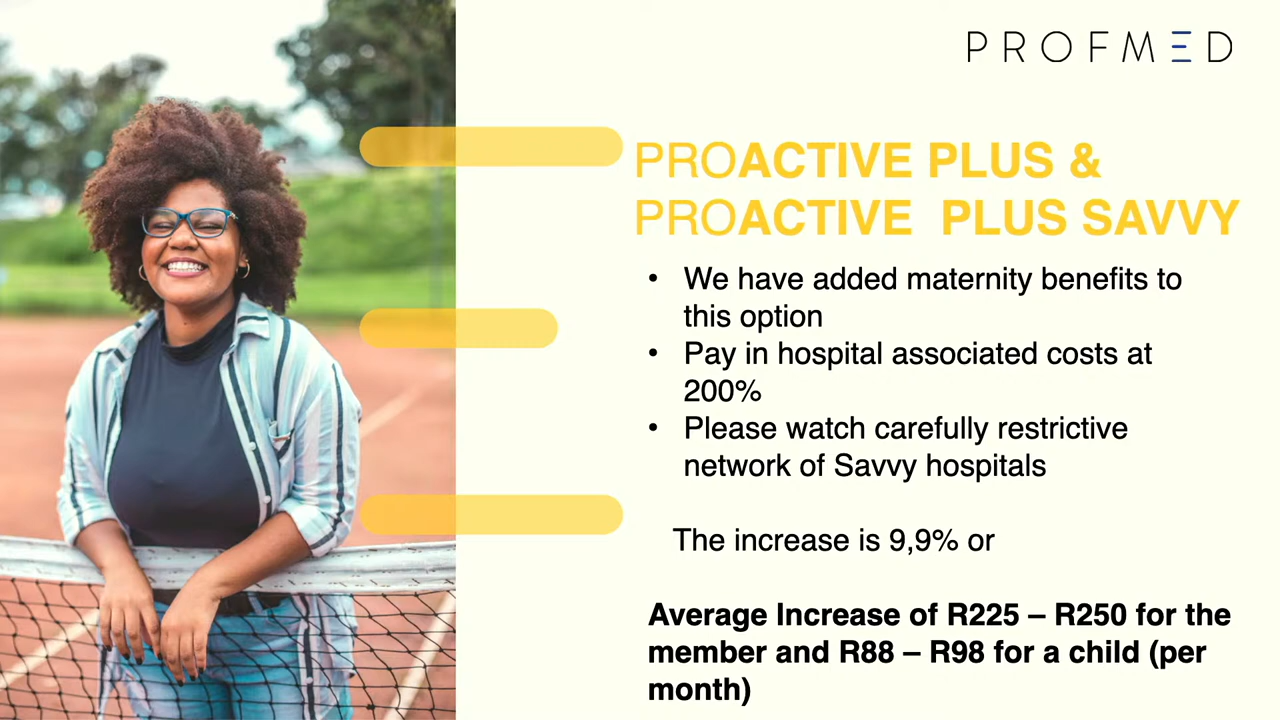 PROFMED
PROACTIVE PLUS &
PROACTIVE PLUS SAVVY
• We have added maternity benefits to
this option
• Pay in hospital associated costs at
200%
• Please watch carefully restrictive
network of Savvy hospitals
The increase is 9,9% or
Average Increase of R225 – R250 for the
member and R88 – R98 for a child (per
month)